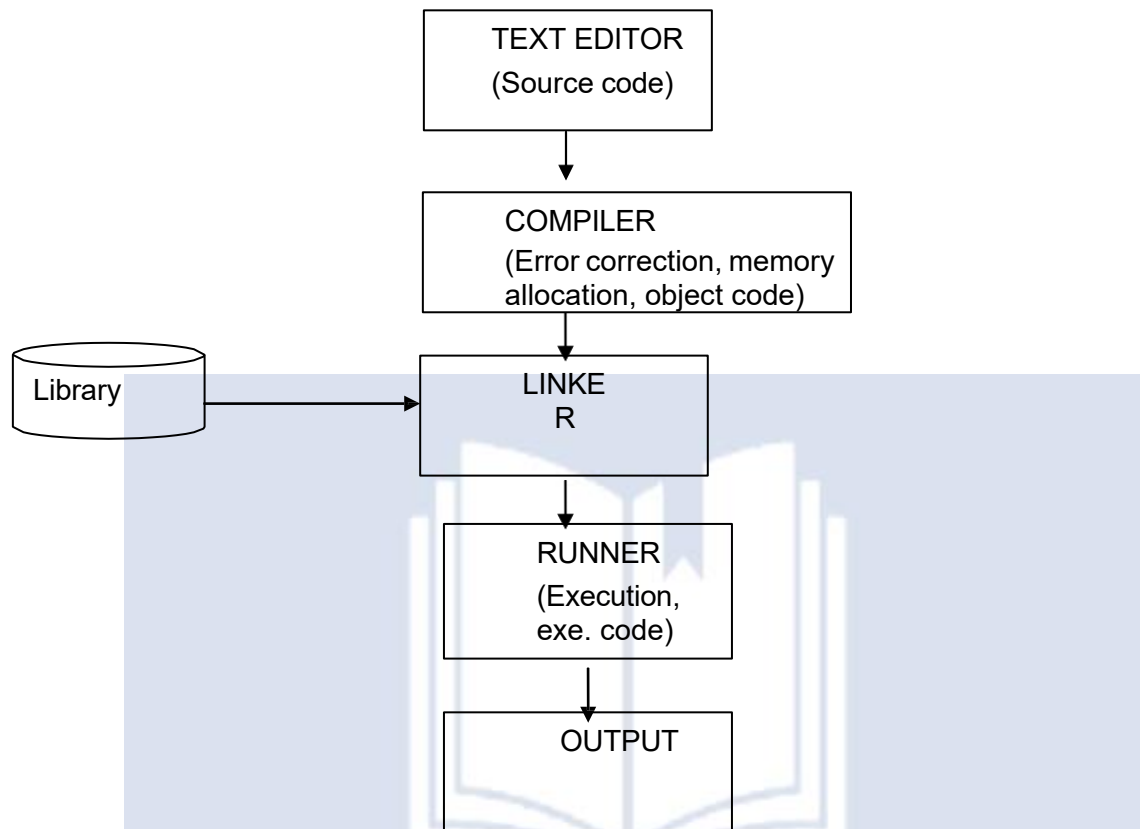 TEXT EDITOR
(Source code)
COMPILER
(Error correction, memory
allocation, object code)
Library
LINKE
R
RUNNER
(Execution,
exe. code)
OUTPUT